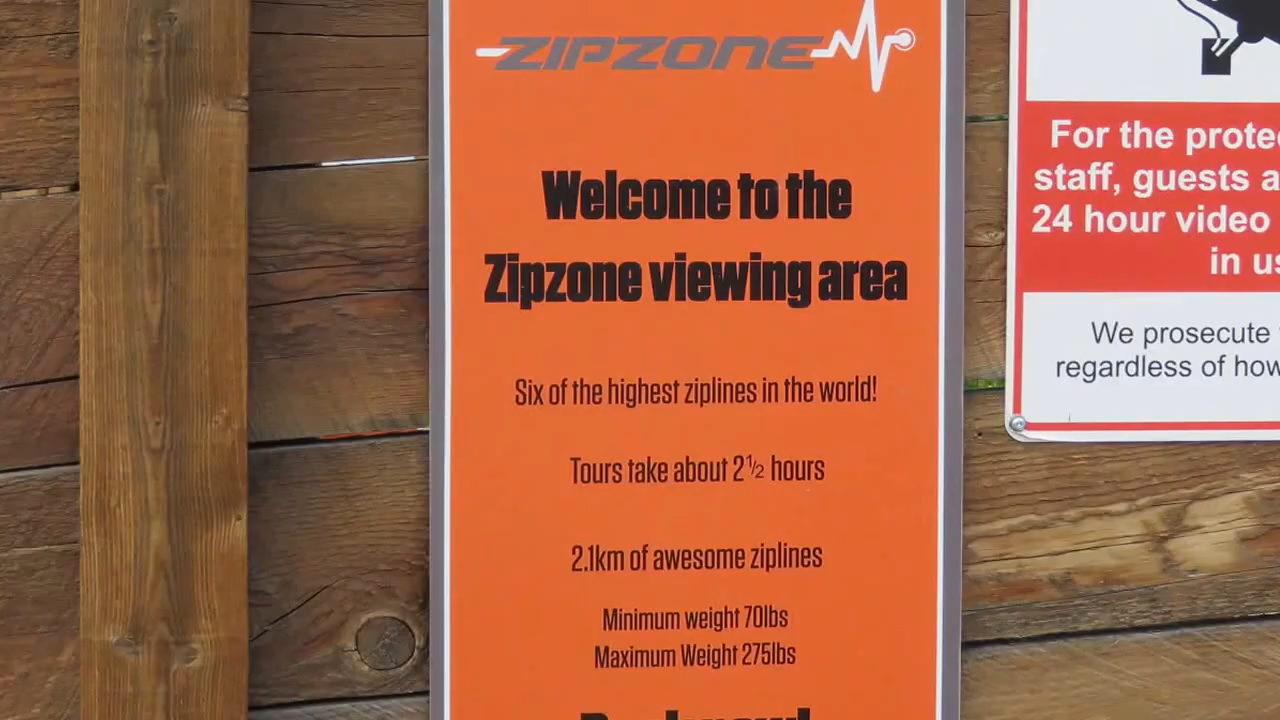 ZIPZONE
Welcome to the
Zipzone viewing area
Six of the highest ziplines in the world!
Tours take about 2½ hours
2.1km of awesome ziplines
Minimum weight 70lbs
Maximum Weight 275lbs
For the
staff, guests
24 hour video
in
We prosecute
regardless of how